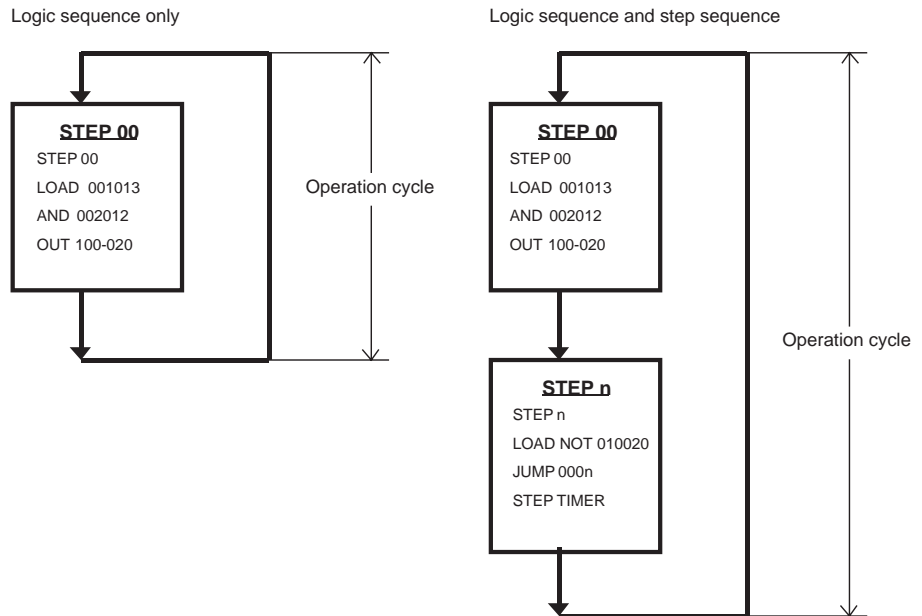 Logic sequence only
STEP 00
STEP 00
LOAD 001013
AND 002012
OUT 100-020
Operation cycle
Logic sequence and step sequence
STEP 00
STEP 00
LOAD 001013
AND 002012
OUT 100-020
STEP n
STEP n
LOAD NOT 010020
JUMP 000n
STEP TIMER
Operation cycle